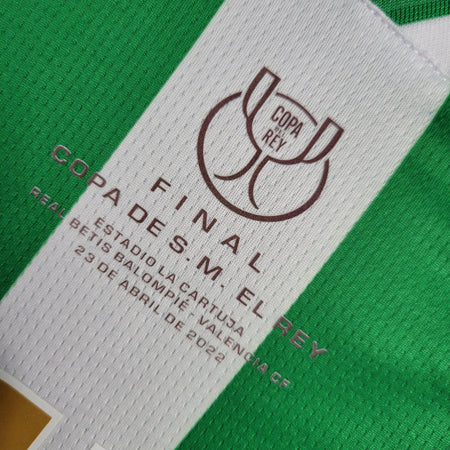 COPA
DEL
REY
FINAL
COPA DE S. M. EL REY
ESTADIO LA CARTUJA
REAL BETIS BALOMPIÉ - VALENCIA CF
23 DE ABRIL DE 2022